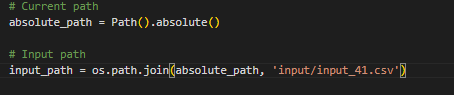 # Current path
absolute_path = Path().absolute()
# Input path
input_path = os.path.join(absolute_path, 'input/input_41.csv')